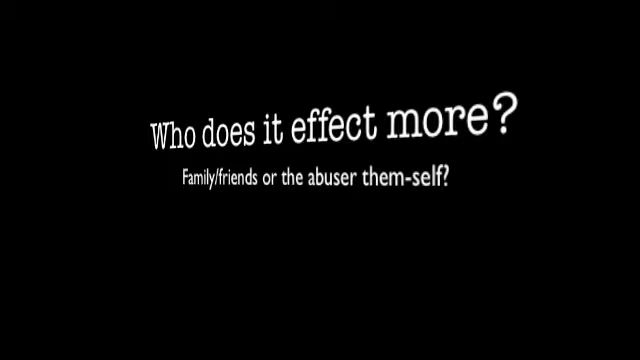 Who does it effect more?
Family/friends or the abuser them-self?